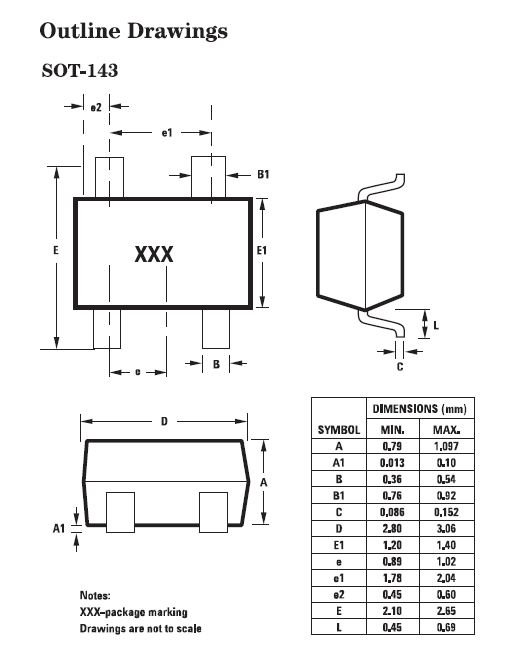 Outline Drawings
SOT-143
e2
e1
B1
E
XXX
E1
L
e
B
C
D
A
A1
DIMENSIONS (mm)
SYMBOL MIN. MAX.
A 0.79 1.097
A1 0.013 0.10
B 0.36 0.54
B1 0.76 0.92
C 0.086 0.152
D 2.80 3.06
E1 1.20 1.40
e 0.89 1.02
e1 1.78 2.04
e2 0.45 0.60
E 2.10 2.65
L 0.45 0.69
Notes:
XXX–package marking
Drawings are not to scale